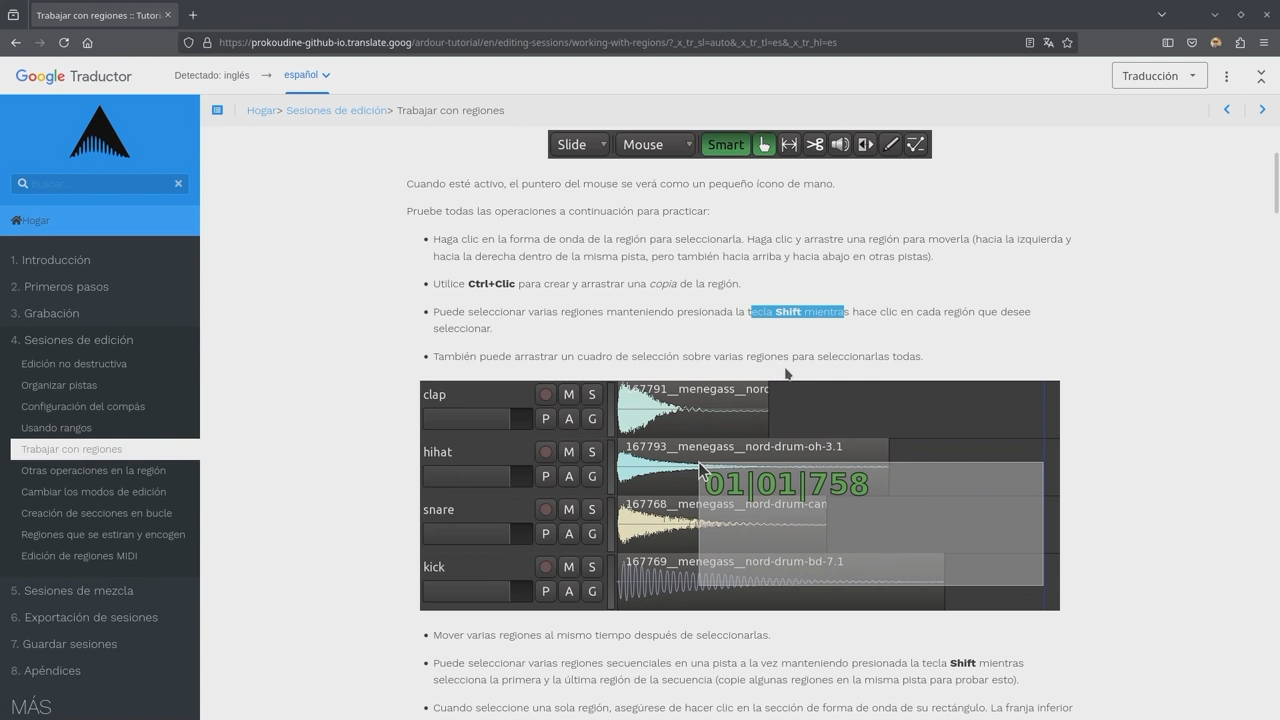 Trabajar con regiones :: Tutori
https://prokoudine-github-io.translate.goog/ardour-tutorial/en/editing-sessions/working-with-regions/?_x_tr_sl=auto&_x_tr_tl=es&_x_tr_hl=es
Google Traductor
Detectado: inglés → español
Traducción
Buscar...
Hogar
1. Introducción
2. Primeros pasos
3. Grabación
4. Sesiones de edición
Edición no destructiva
Organizar pistas
Configuración del compás
Usando rangos
Trabajar con regiones
Otras operaciones en la región
Cambiar los modos de edición
Creación de secciones en bucle
Regiones que se estiran y encogen
Edición de regiones MIDI
5. Sesiones de mezcla
6. Exportación de sesiones
7. Guardar sesiones
8. Apéndices
MÁS
Hogar> Sesiones de edición> Trabajar con regiones
Slide Mouse Smart
Cuando esté activo, el puntero del mouse se verá como un pequeño ícono de mano.
Pruebe todas las operaciones a continuación para practicar:
• Haga clic en la forma de onda de la región para seleccionarla. Haga clic y arrastre una región para moverla (hacia la izquierda y
hacia la derecha dentro de la misma pista, pero también hacia arriba y hacia abajo en otras pistas).
• Utilice Ctrl+Clic para crear y arrastrar una copia de la región.
• Puede seleccionar varias regiones manteniendo presionada la tecla Shift mientras hace clic en cada región que desee
seleccionar.
• También puede arrastrar un cuadro de selección sobre varias regiones para seleccionarlas todas.
clap M S
P A G
167791__menegass__nord
hihat M S
P A G
167793__menegass__nord-drum-oh-3.1
01|01|758
snare M S
P A G
167768__menegass__nord-drum-can
kick M S
P A G
167769__menegass__nord-drum-bd-7.1
• Mover varias regiones al mismo tiempo después de seleccionarlas.
• Puede seleccionar varias regiones secuenciales en una pista a la vez manteniendo presionada la tecla Shift mientras
selecciona la primera y la última región de la secuencia (copie algunas regiones en la misma pista para probar esto).
• Cuando seleccione una sola región, asegúrese de hacer clic en la sección de forma de onda de su rectángulo. La franja inferior